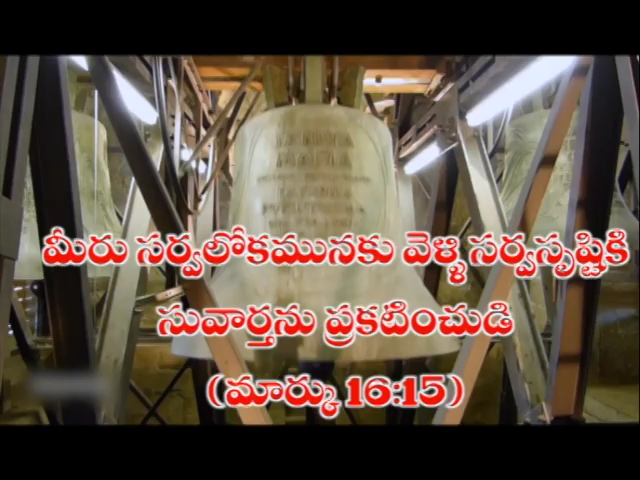 మీరు సర్వలోకమునకు వెళ్ళి సర్వసృష్టికి
సువార్తను ప్రకటించుడి
(మార్కు 16:15)